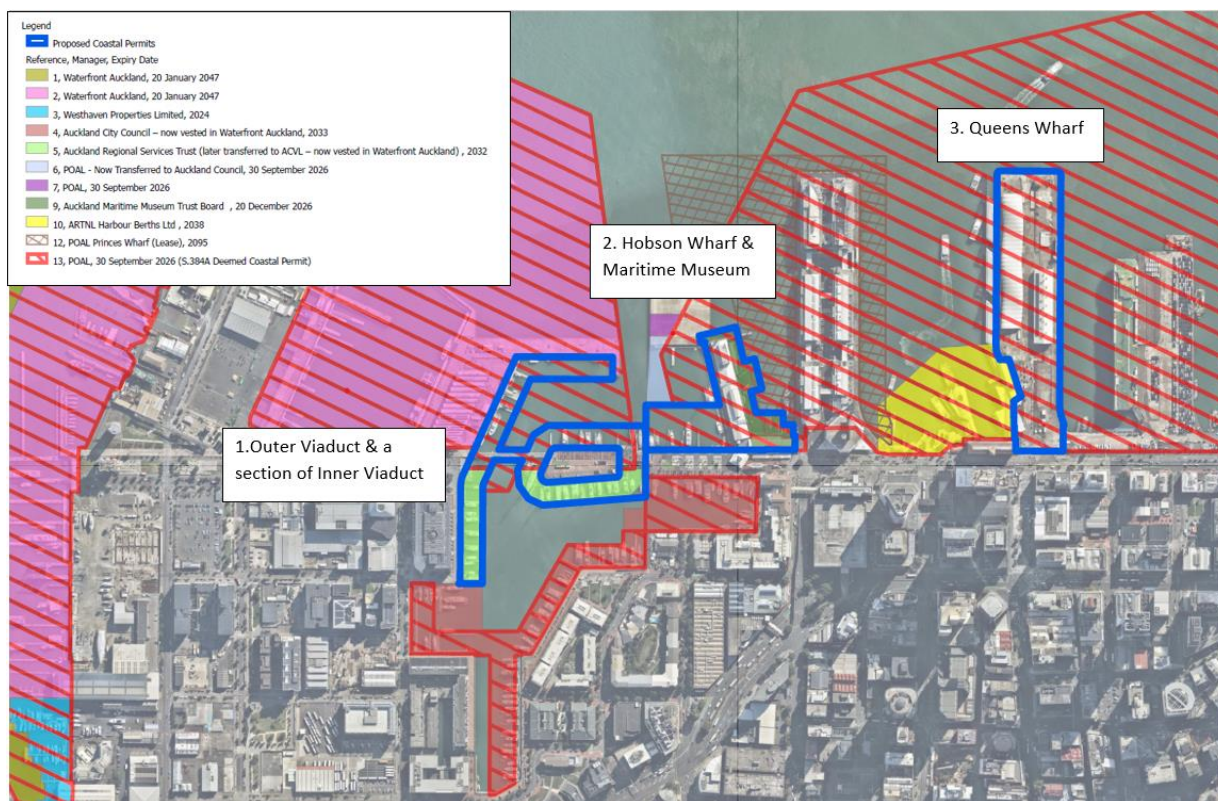 Legend
Proposed Coastal Permits
Reference, Manager, Expiry Date
1, Waterfront Auckland, 20 January 2047
2, Waterfront Auckland, 20 January 2047
3, Westhaven Properties Limited, 2024
4, Auckland City Council – now vested in Waterfront Auckland, 2033
5, Auckland Regional Services Trust (later transferred to ACVL – now vested in Waterfront Auckland) , 2032
6, POAL - Now Transferred to Auckland Council, 30 September 2026
7, POAL, 30 September 2026
9, Auckland Maritime Museum Trust Board , 20 December 2026
10, ARTNL Harbour Berths Ltd , 2038
12, POAL Princes Wharf (Lease), 2095
13, POAL, 30 September 2026 (S.384A Deemed Coastal Permit)
3. Queens Wharf
2. Hobson Wharf &
Maritime Museum
1.Outer Viaduct & a
section of Inner Viaduct